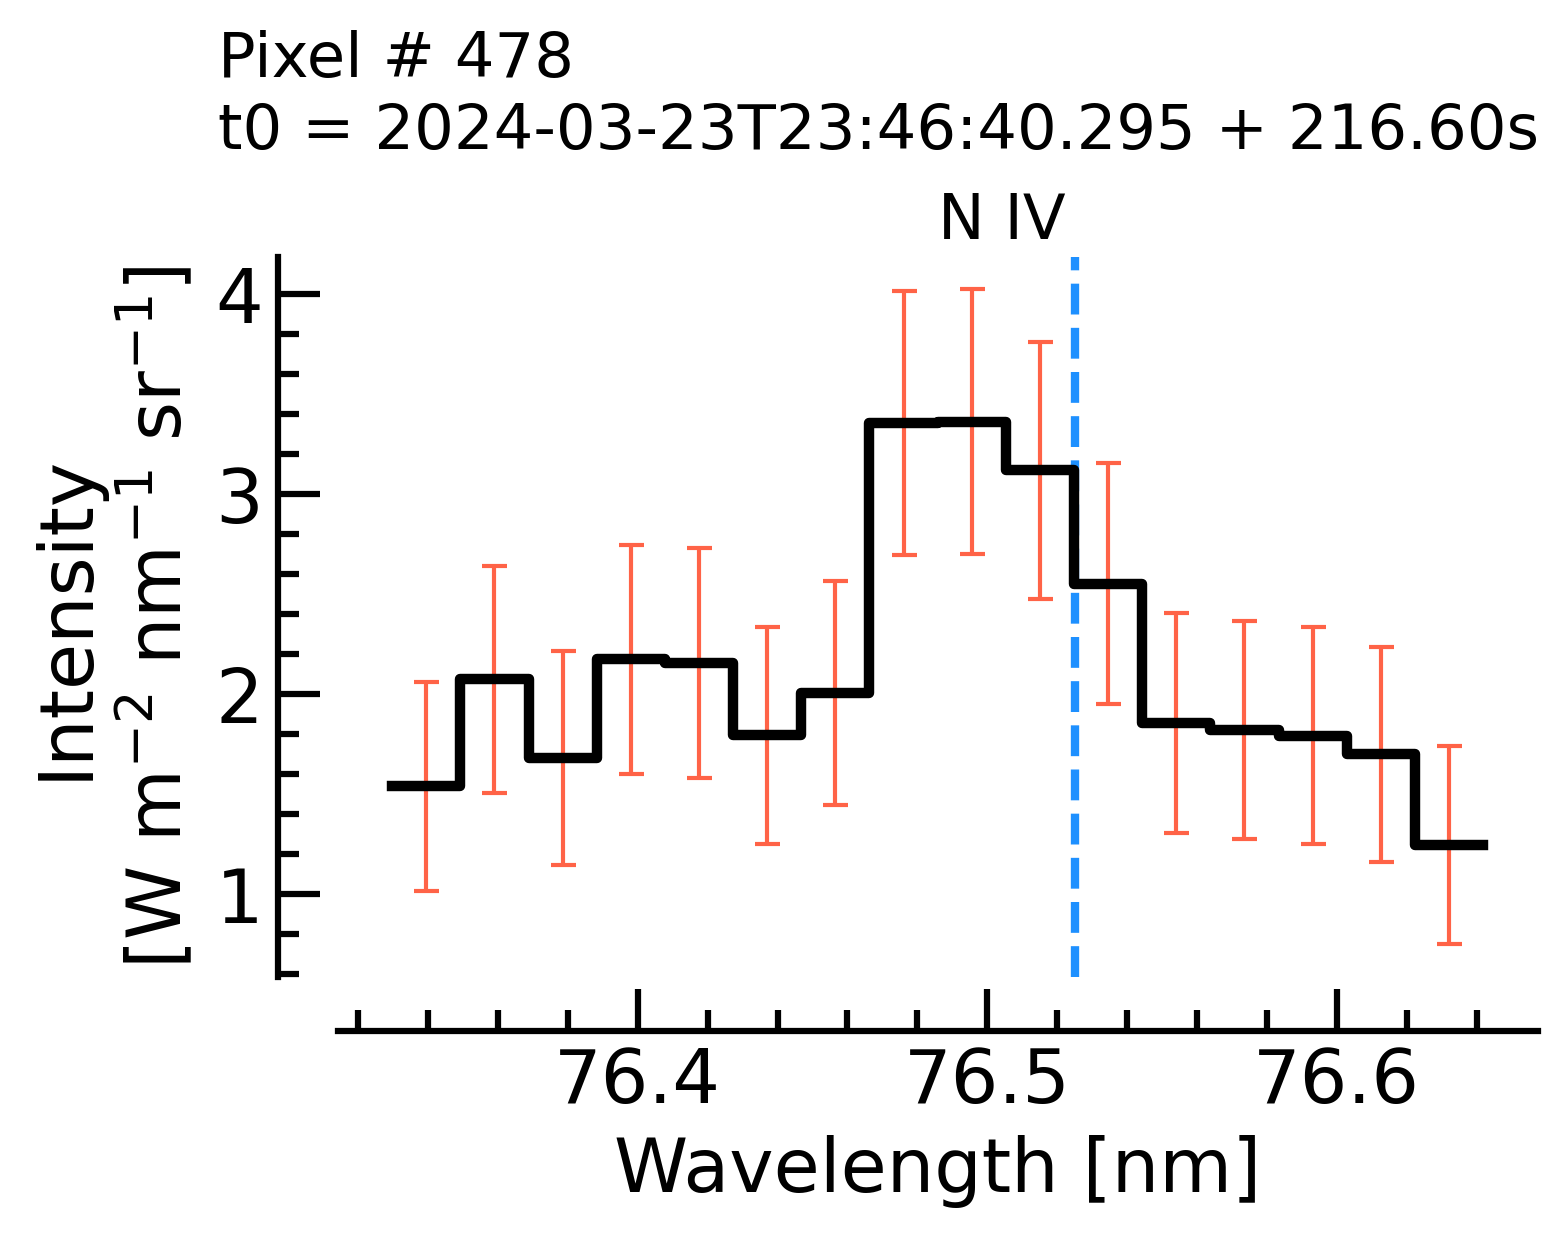 Pixel # 478
t0 = 2024-03-23T23:46:40.295 + 216.60s
N IV
Intensity
[W m⁻² nm⁻¹ sr⁻¹]
4
3
2
1
76.4 76.5 76.6
Wavelength [nm]